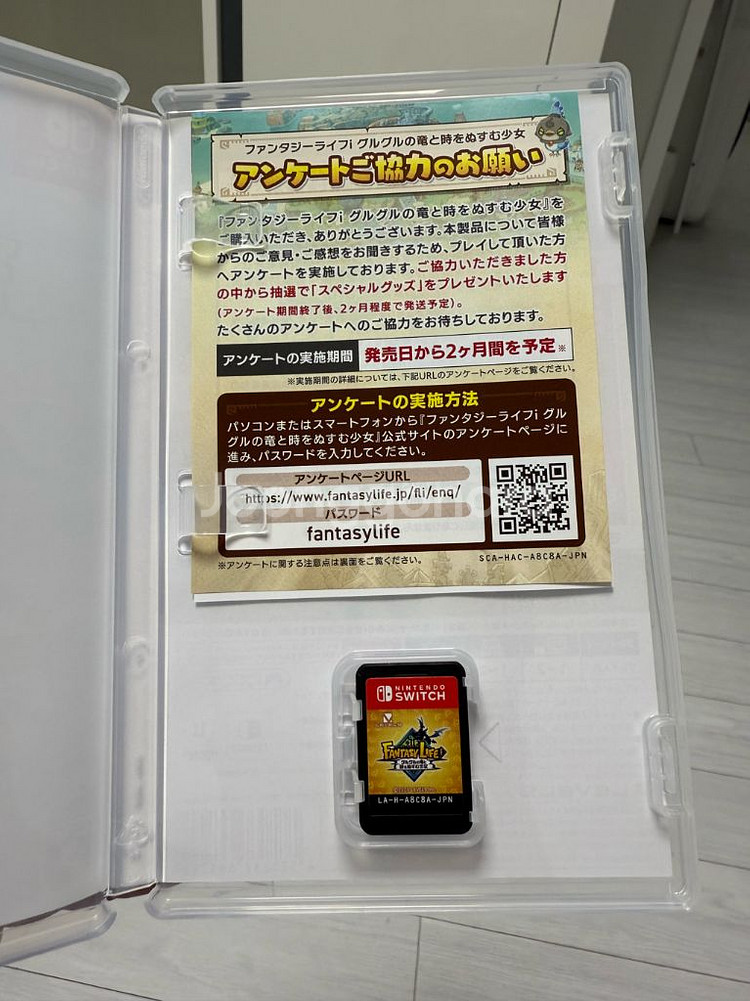 ファンタジーライフi グルグルの竜と時をぬすむ少女
アンケートご協力のお願い
『ファンタジーライフi グルグルの竜と時をぬすむ少女』を
ご購入いただき、ありがとうございます。本製品について皆様
からのご意見・ご感想をお聞きするため、プレイして頂いた方
へアンケートを実施しております。ご協力いただきました方
の中から抽選で「スペシャルグッズ」をプレゼントいたします
(アンケート期間終了後、2ヶ月程度で発送予定)。
たくさんのアンケートへのご協力をお待ちしております。
アンケートの実施期間 発売日から2ヶ月間を予定※
※実施期間の詳細については、下記URLのアンケートページをご覧ください。
アンケートの実施方法
パソコンまたはスマートフォンから『ファンタジーライフi グル
グルの竜と時をぬすむ少女』公式サイトのアンケートページに
進み、パスワードを入力してください。
アンケートページURL
https://www.fantasylife.jp/fli/enq/
パスワード
fantasylife
※アンケートに関する注意点は裏面をご覧ください。
SCA-HAC-A8C8A-JPN
NINTENDO
SWITCH
FANTASY LIFE i
グルグルの竜と
時をぬすむ少女
LA-H-A8C8A-JPN